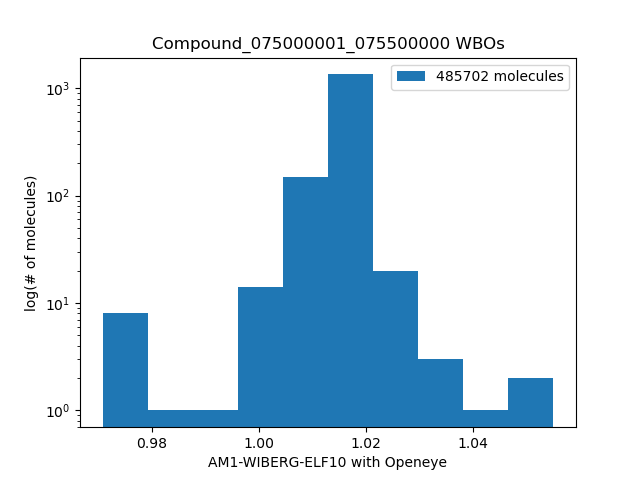 Compound_075000001_075500000 WBOs
485702 molecules
log(# of molecules)
10³
10²
10¹
10⁰
0.98 1.00 1.02 1.04
AM1-WIBERG-ELF10 with Openeye